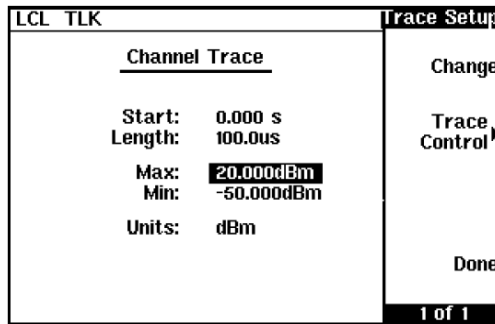 LCL TLK
Trace Setup
Channel Trace
Change
Start: 0.000 s
Length: 100.0us
Trace
Control
Max: 20.000dBm
Min: -50.000dBm
Units: dBm
Done
1 of 1